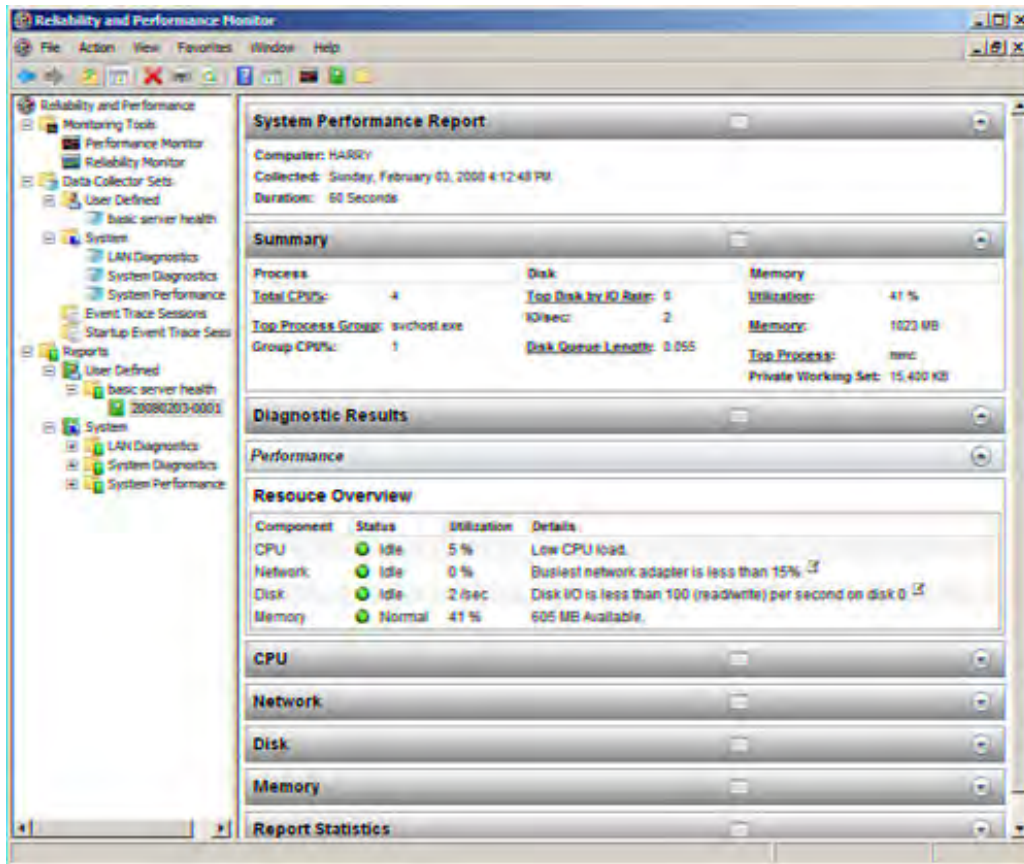 Reliability and Performance Monitor
File Action View Favorites Window Help
Reliability and Performance
Monitoring Tools
Performance Monitor
Reliability Monitor
Data Collector Sets
User Defined
basic server health
System
LAN Diagnostics
System Diagnostics
System Performance
Event Trace Sessions
Startup Event Trace Sess
Reports
User Defined
basic server health
20080203-0001
System
LAN Diagnostics
System Diagnostics
System Performance
System Performance Report
Computer: HARRY
Collected: Sunday, February 03, 2008 4:12:48 PM
Duration: 60 Seconds
Summary
Process Disk Memory
Total CPU%: 4 Top Disk by IO Rate: 0 Utilization: 41 %
IO/sec: 2
Top Process Group: svchost.exe Memory: 1023 MB
Group CPU%: 1 Disk Queue Length: 0.055
Top Process: mmc
Private Working Set: 15,400 KB
Diagnostic Results
Performance
Resouce Overview
Component Status Utilization Details
CPU Idle 5 % Low CPU load.
Network Idle 0 % Busiest network adapter is less than 15%.
Disk Idle 2 /sec Disk I/O is less than 100 (read/write) per second on disk 0
Memory Normal 41 % 605 MB Available.
CPU
Network
Disk
Memory
Report Statistics